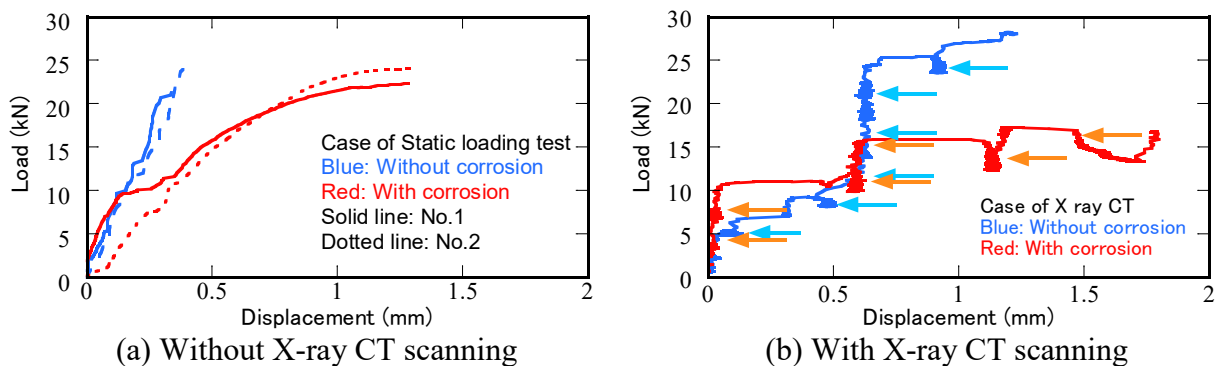 30
25
20
15
10
5
0
Load (kN)
Case of Static loading test
Blue: Without corrosion
Red: With corrosion
Solid line: No.1
Dotted line: No.2
0
0.5
1
1.5
2
Displacement (mm)
(a) Without X-ray CT scanning
30
25
20
15
10
5
0
Load (kN)
Case of X ray CT
Blue: Without corrosion
Red: With corrosion
0
0.5
1
1.5
2
Displacement (mm)
(b) With X-ray CT scanning